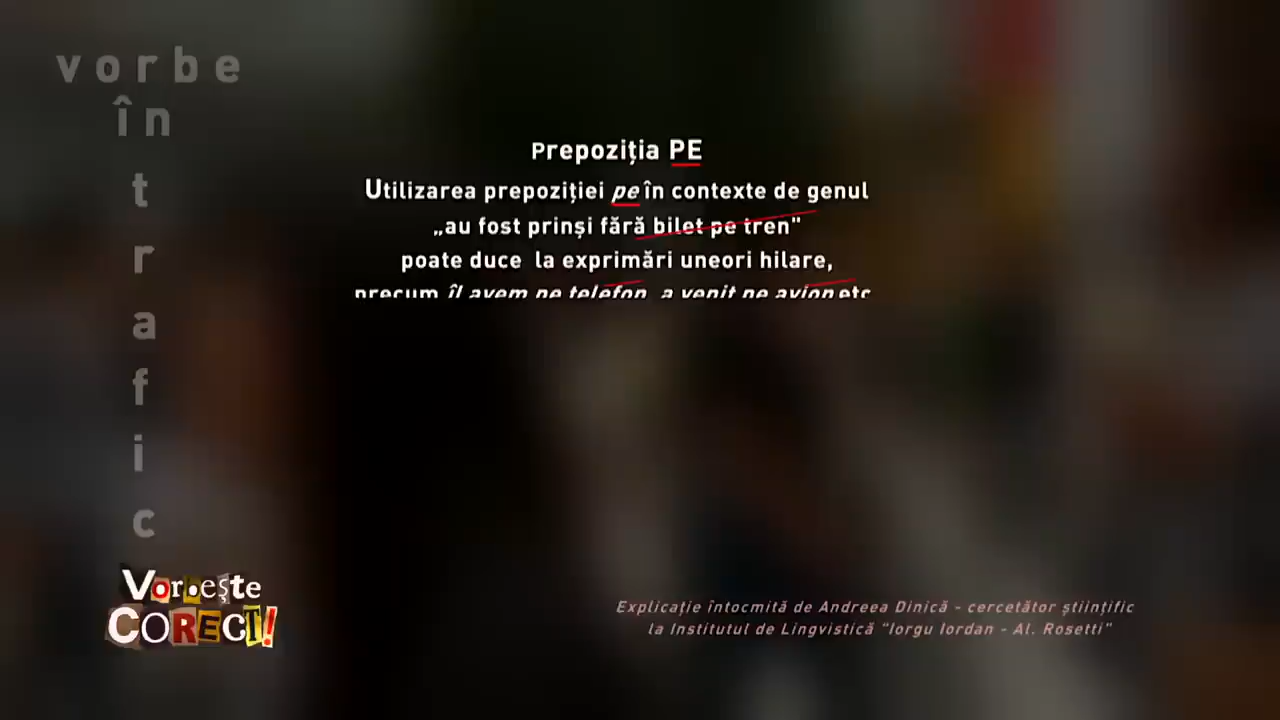 vorbe
în
trafic
Prepoziția PE
Utilizarea prepoziției pe în contexte de genul
„au fost prinși fără bilet pe tren"
poate duce la exprimări uneori hilare,
precum îl avem pe telefon, a venit pe avion etc
Vorbește
CORECT!
Explicație întocmită de Andreea Dinică - cercetător științific
la Institutul de Lingvistică "Iorgu Iordan - Al. Rosetti"